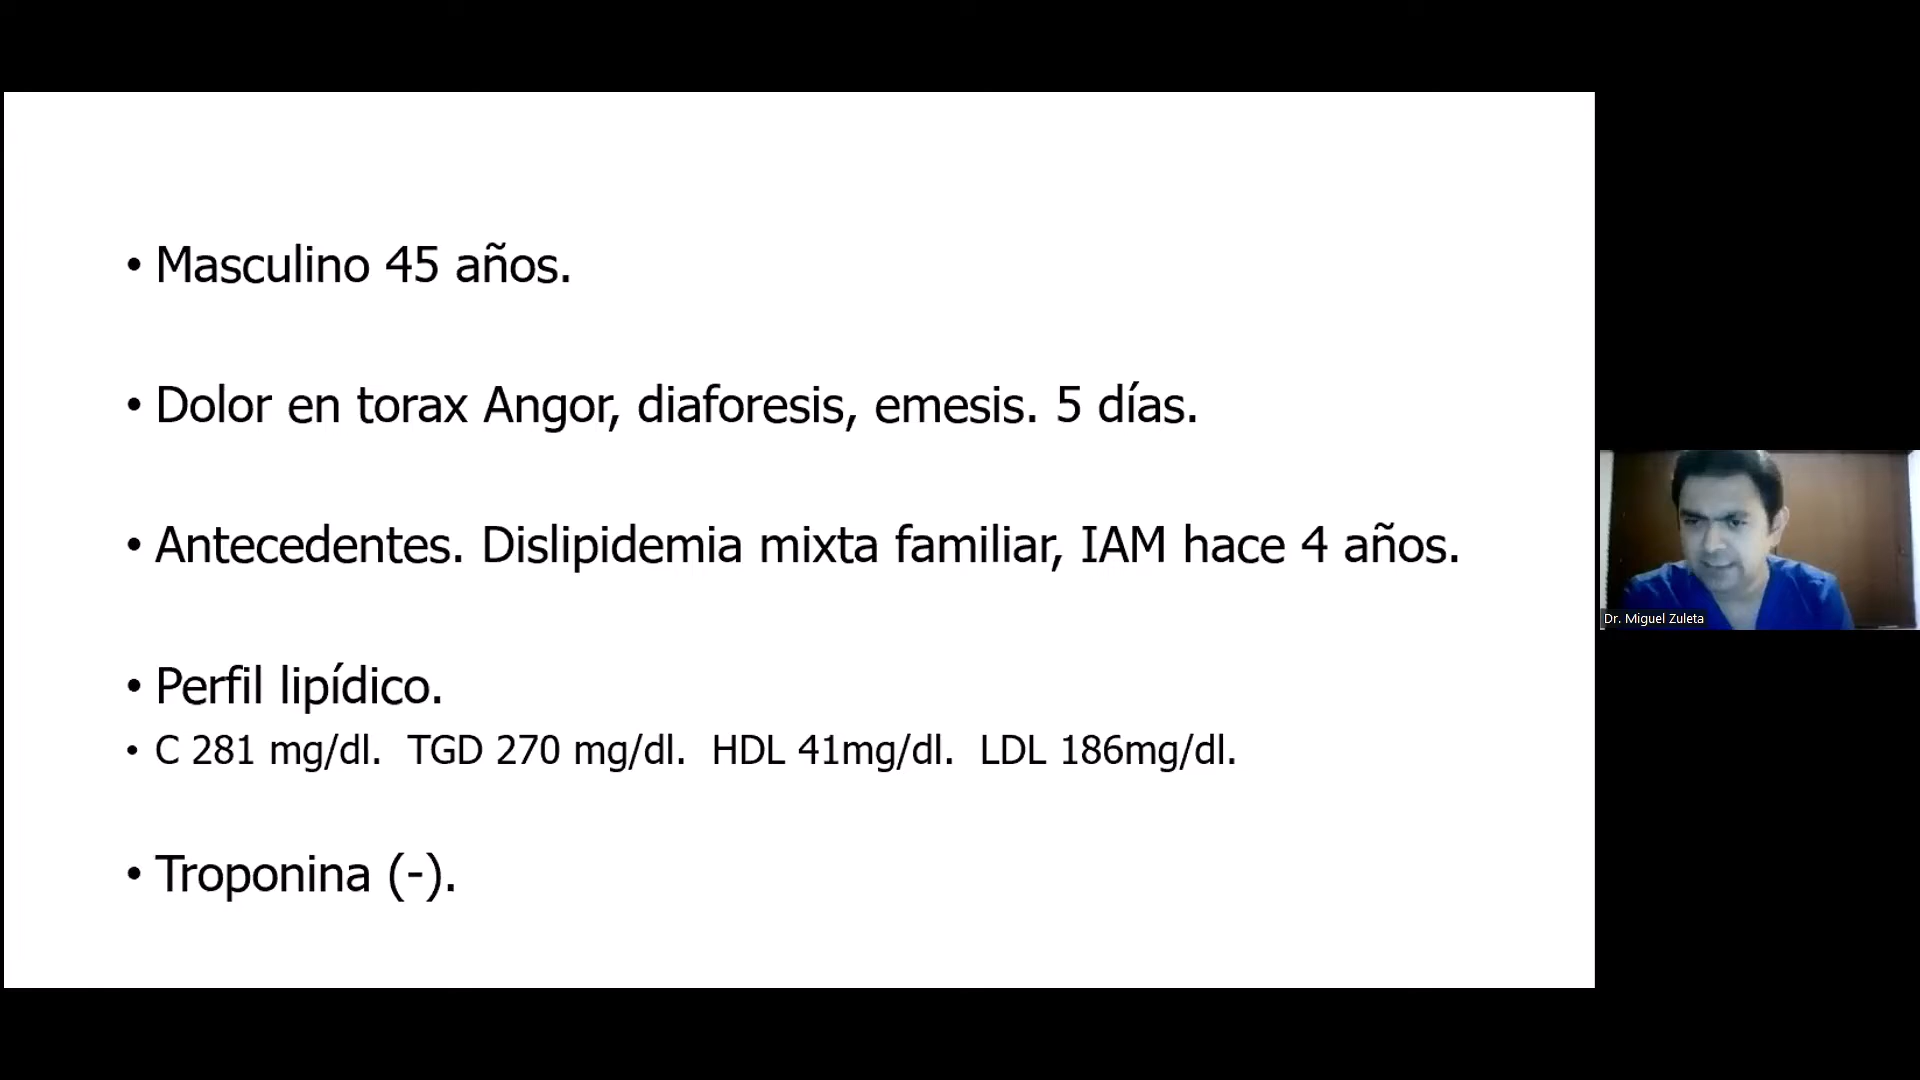 • Masculino 45 años.
• Dolor en torax Angor, diaforesis, emesis. 5 días.
• Antecedentes. Dislipidemia mixta familiar, IAM hace 4 años.
• Perfil lipídico.
• C 281 mg/dl.  TGD 270 mg/dl.  HDL 41mg/dl.  LDL 186mg/dl.
• Troponina (-).
Dr. Miguel Zuleta